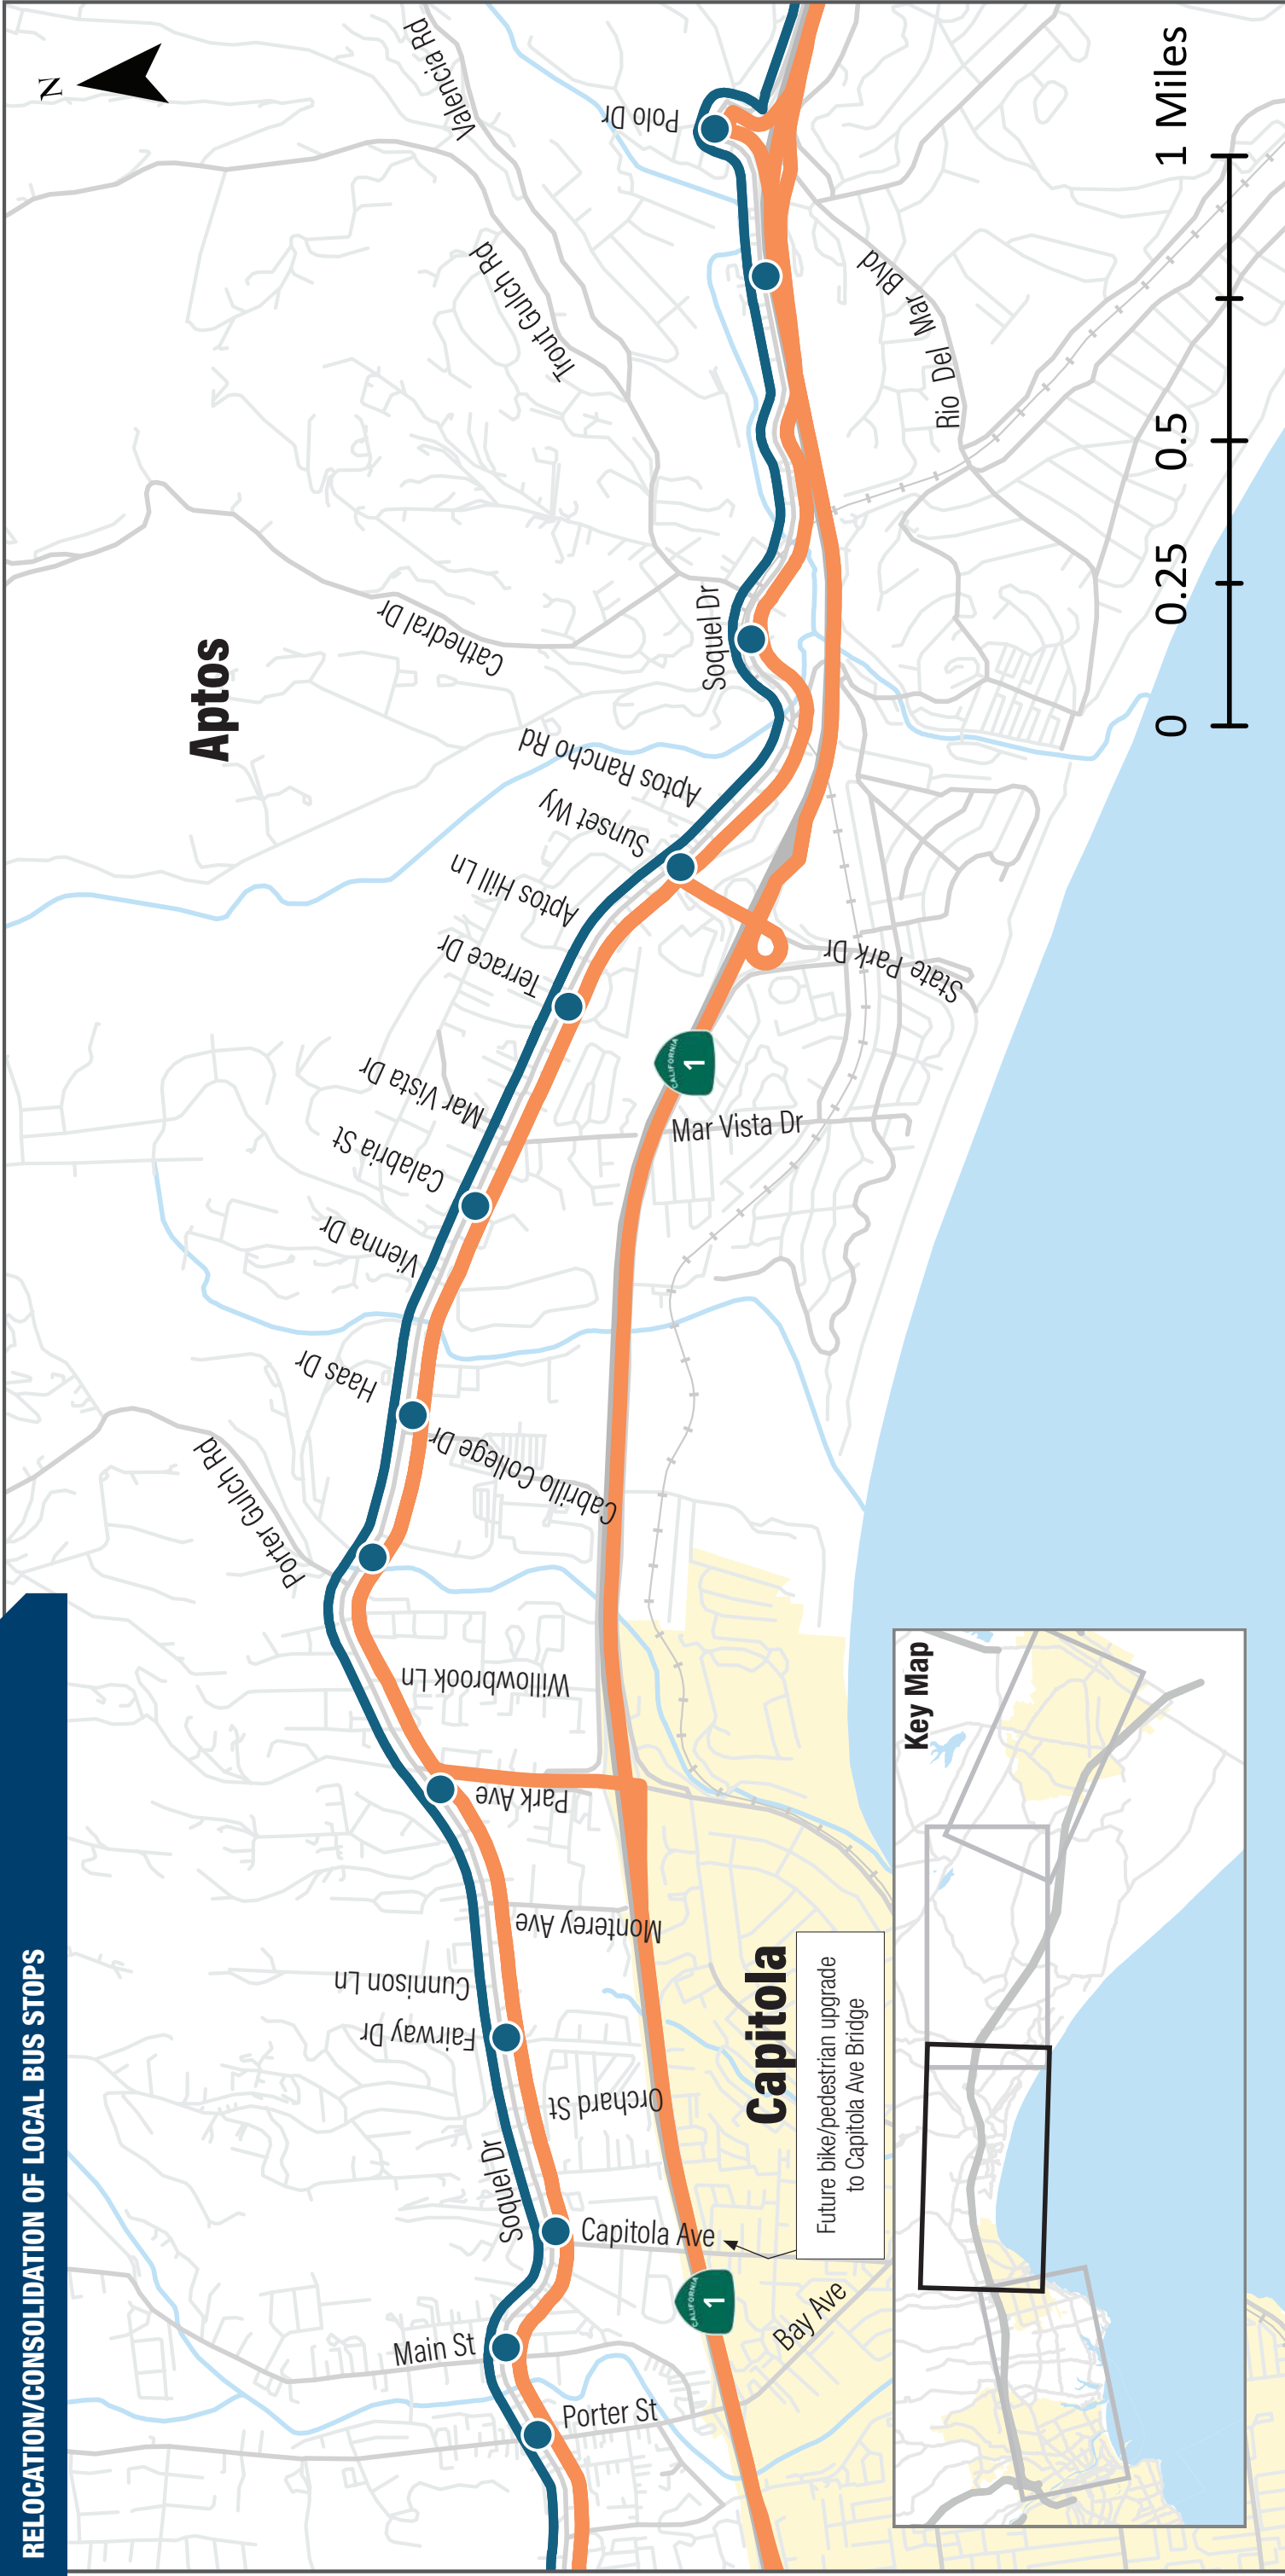 RELOCATION/CONSOLIDATION OF LOCAL BUS STOPS
N
Aptos
Valencia Rd
Trout Gulch Rd
Cathedral Dr
Polo Dr
Soquel Dr
Rio Del Mar Blvd
Aptos Rancho Rd
Sunset Wy
Aptos Hill Ln
Terrace Dr
State Park Dr
Mar Vista Dr
CALIFORNIA
1
Mar Vista Dr
Calabria St
Vienna Dr
Haas Dr
Cabrillo College Dr
Porter Gulch Rd
Willowbrook Ln
Park Ave
Monterey Ave
Cunnison Ln
Fairway Dr
Orchard St
Soquel Dr
Capitola Ave
Capitola
Future bike/pedestrian upgrade
to Capitola Ave Bridge
CALIFORNIA
1
Bay Ave
Main St
Porter St
Key Map
0
0.25
0.5
1 Miles